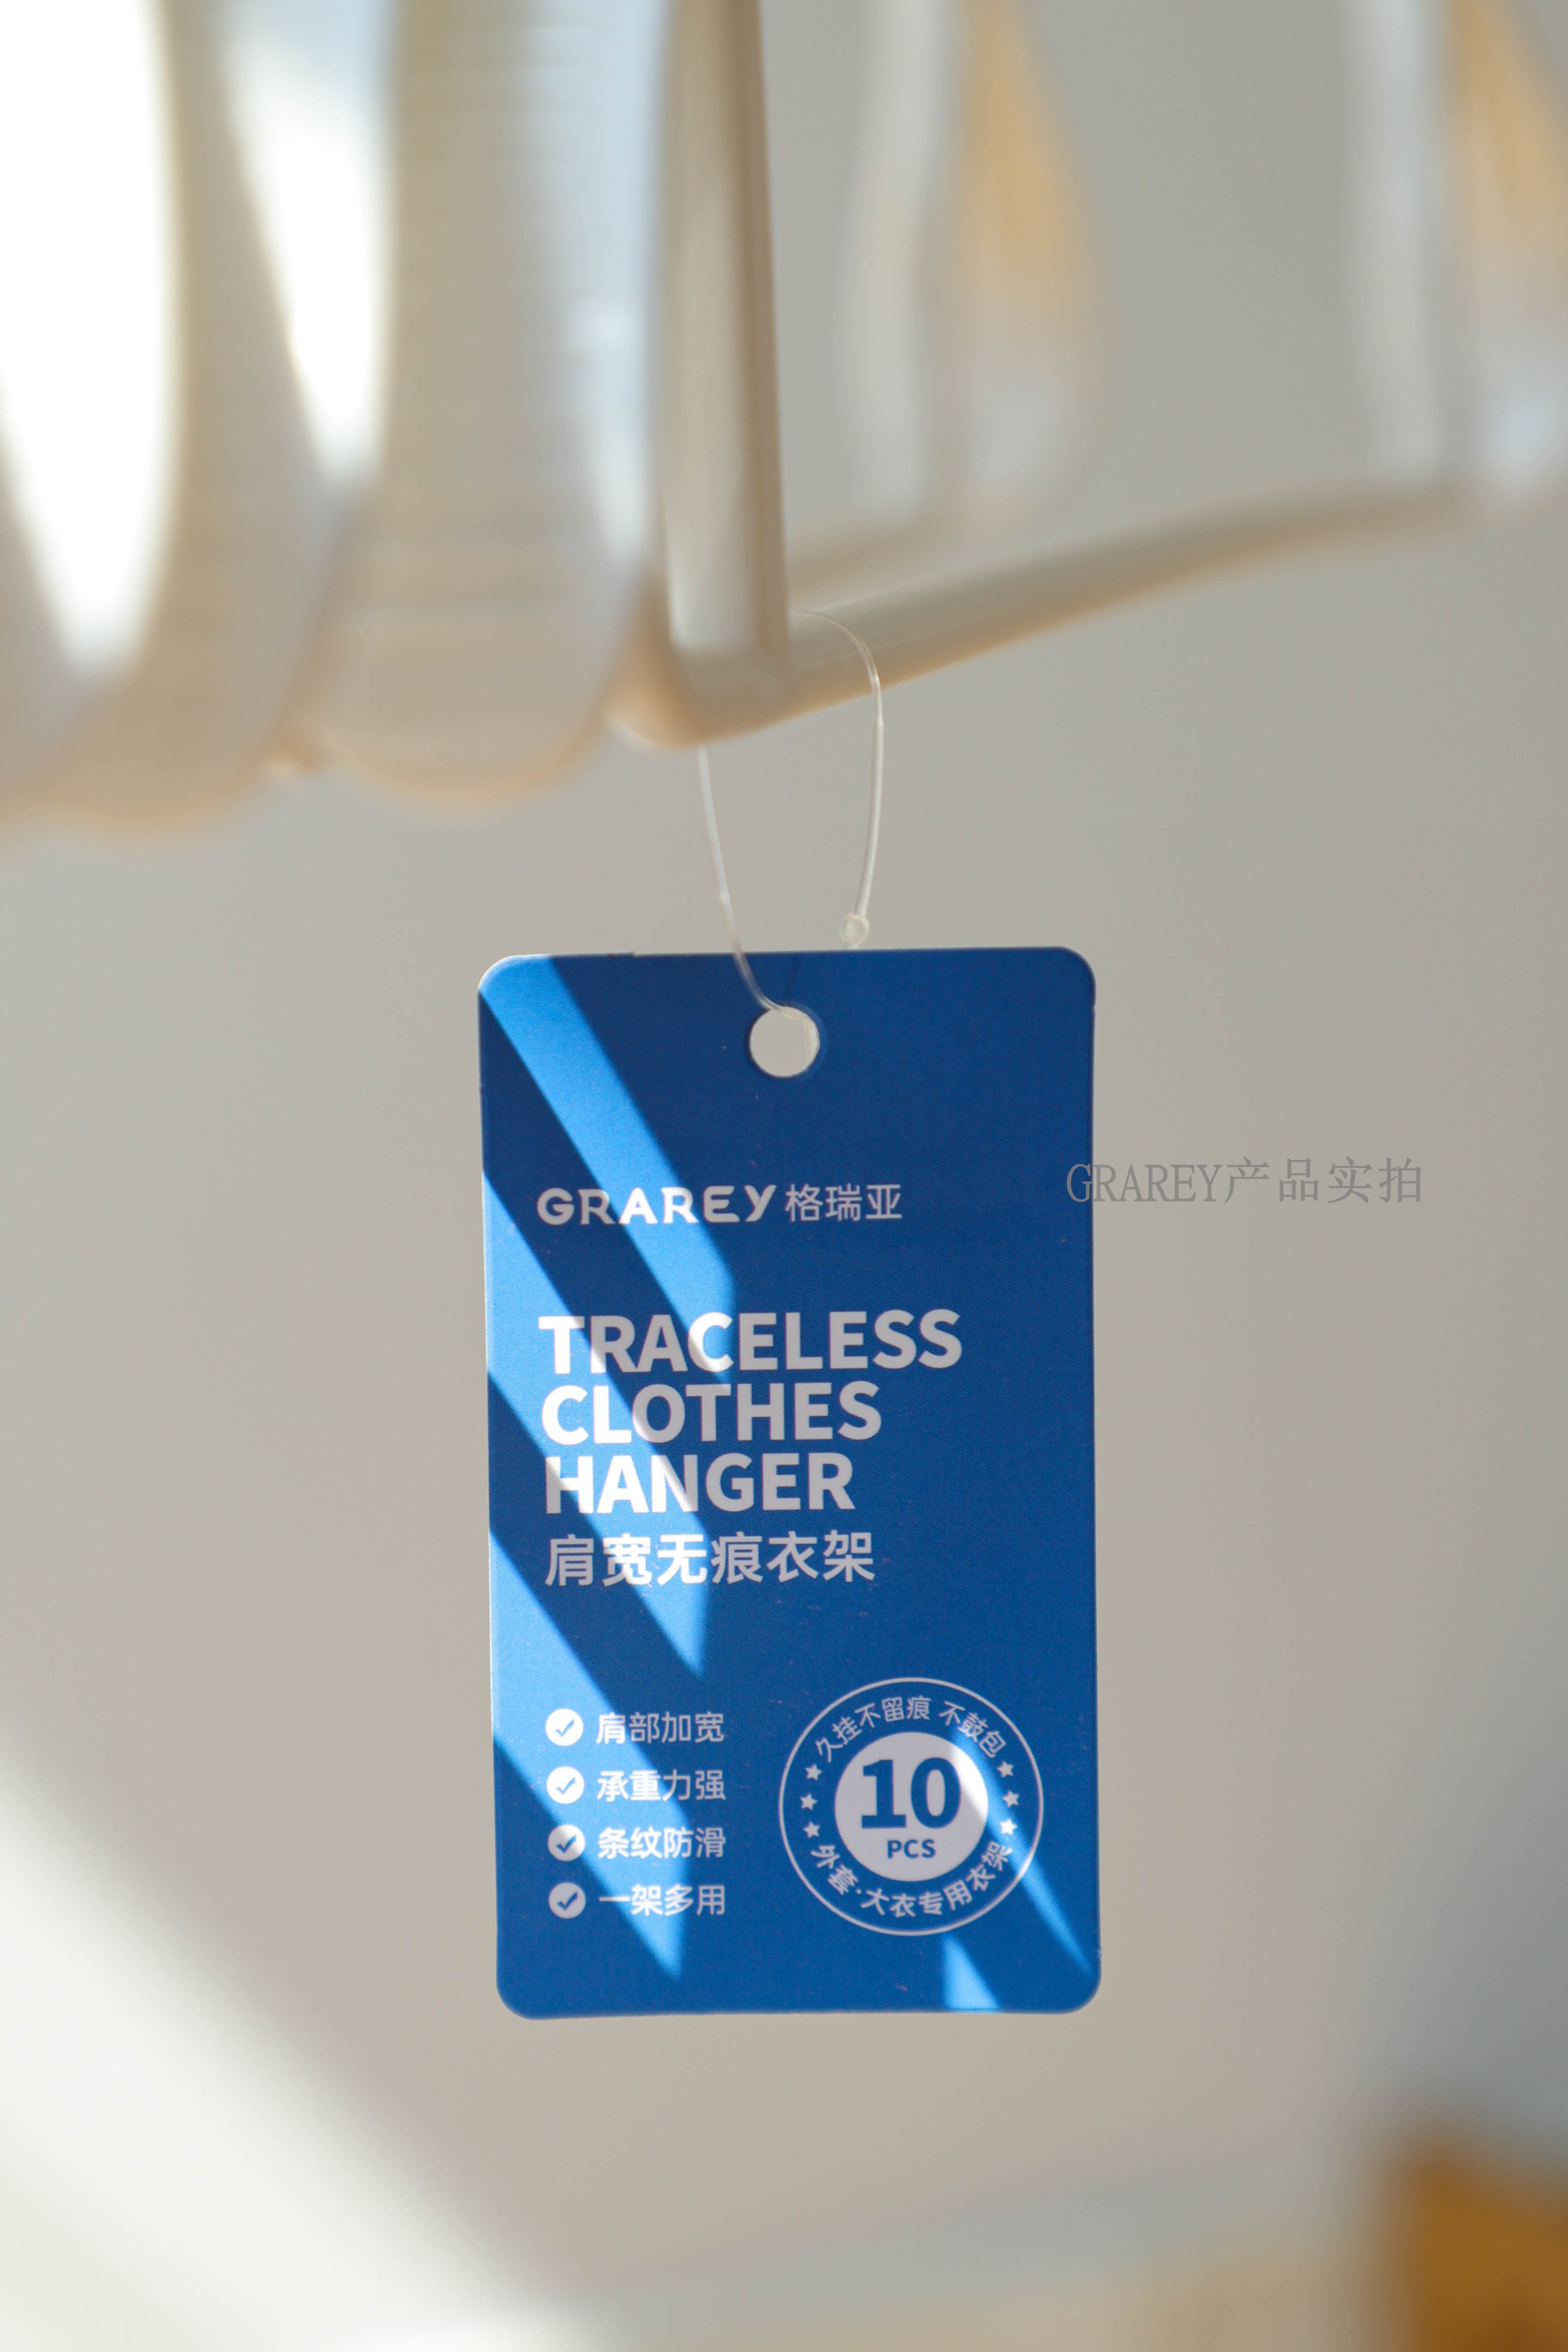 GRAREY 格瑞亚
GRAREY产品实拍
TRACELESS
CLOTHES
HANGER
肩宽无痕衣架
肩部加宽
承重力强
条纹防滑
一架多用
久挂不留痕 不鼓包
10
PCS
外套·大衣专用衣架